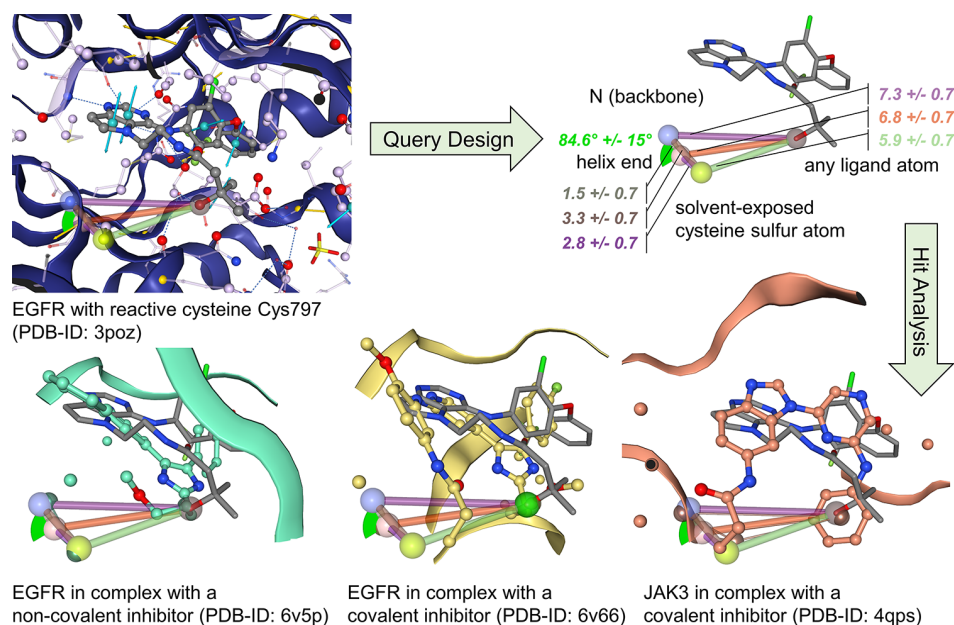 Query Design
N (backbone)
84.6° +/- 15°
helix end
7.3 +/- 0.7
6.8 +/- 0.7
5.9 +/- 0.7
any ligand atom
1.5 +/- 0.7
3.3 +/- 0.7
2.8 +/- 0.7
solvent-exposed
cysteine sulfur atom
EGFR with reactive cysteine Cys797
(PDB-ID: 3poz)
Hit Analysis
EGFR in complex with a
non-covalent inhibitor (PDB-ID: 6v5p)
EGFR in complex with a
covalent inhibitor (PDB-ID: 6v66)
JAK3 in complex with a
covalent inhibitor (PDB-ID: 4qps)